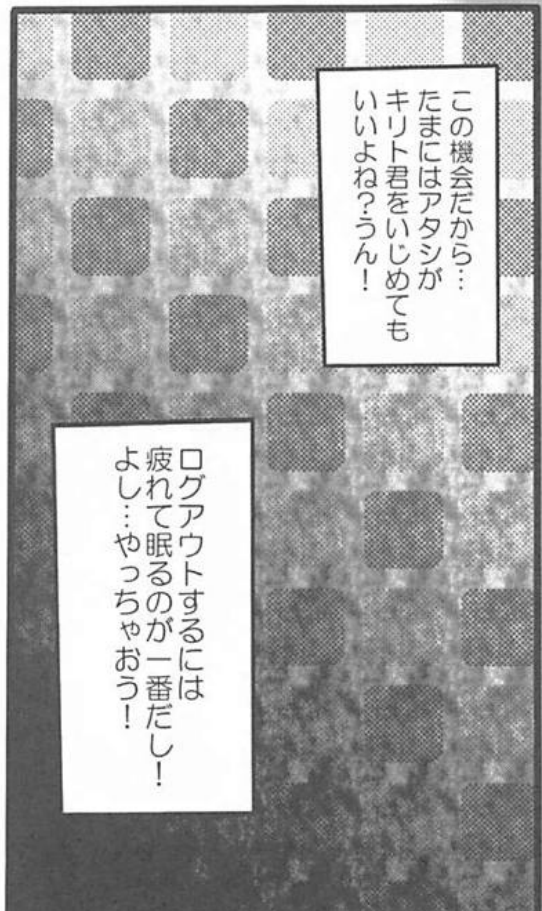 この機会だから…
たまにはアタシが
キリト君をいじめても
いいよね？うん！
ログアウトするには
疲れて眠るのが一番だし！
よし…やっちゃおう！